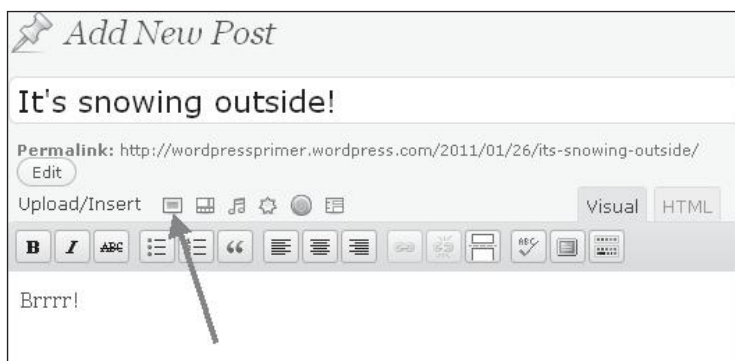 Add New Post
It's snowing outside!
Permalink: http://wordpressprimer.wordpress.com/2011/01/26/its-snowing-outside/
Edit
Upload/Insert Visual HTML
B I ABC ABC
Brrrr!